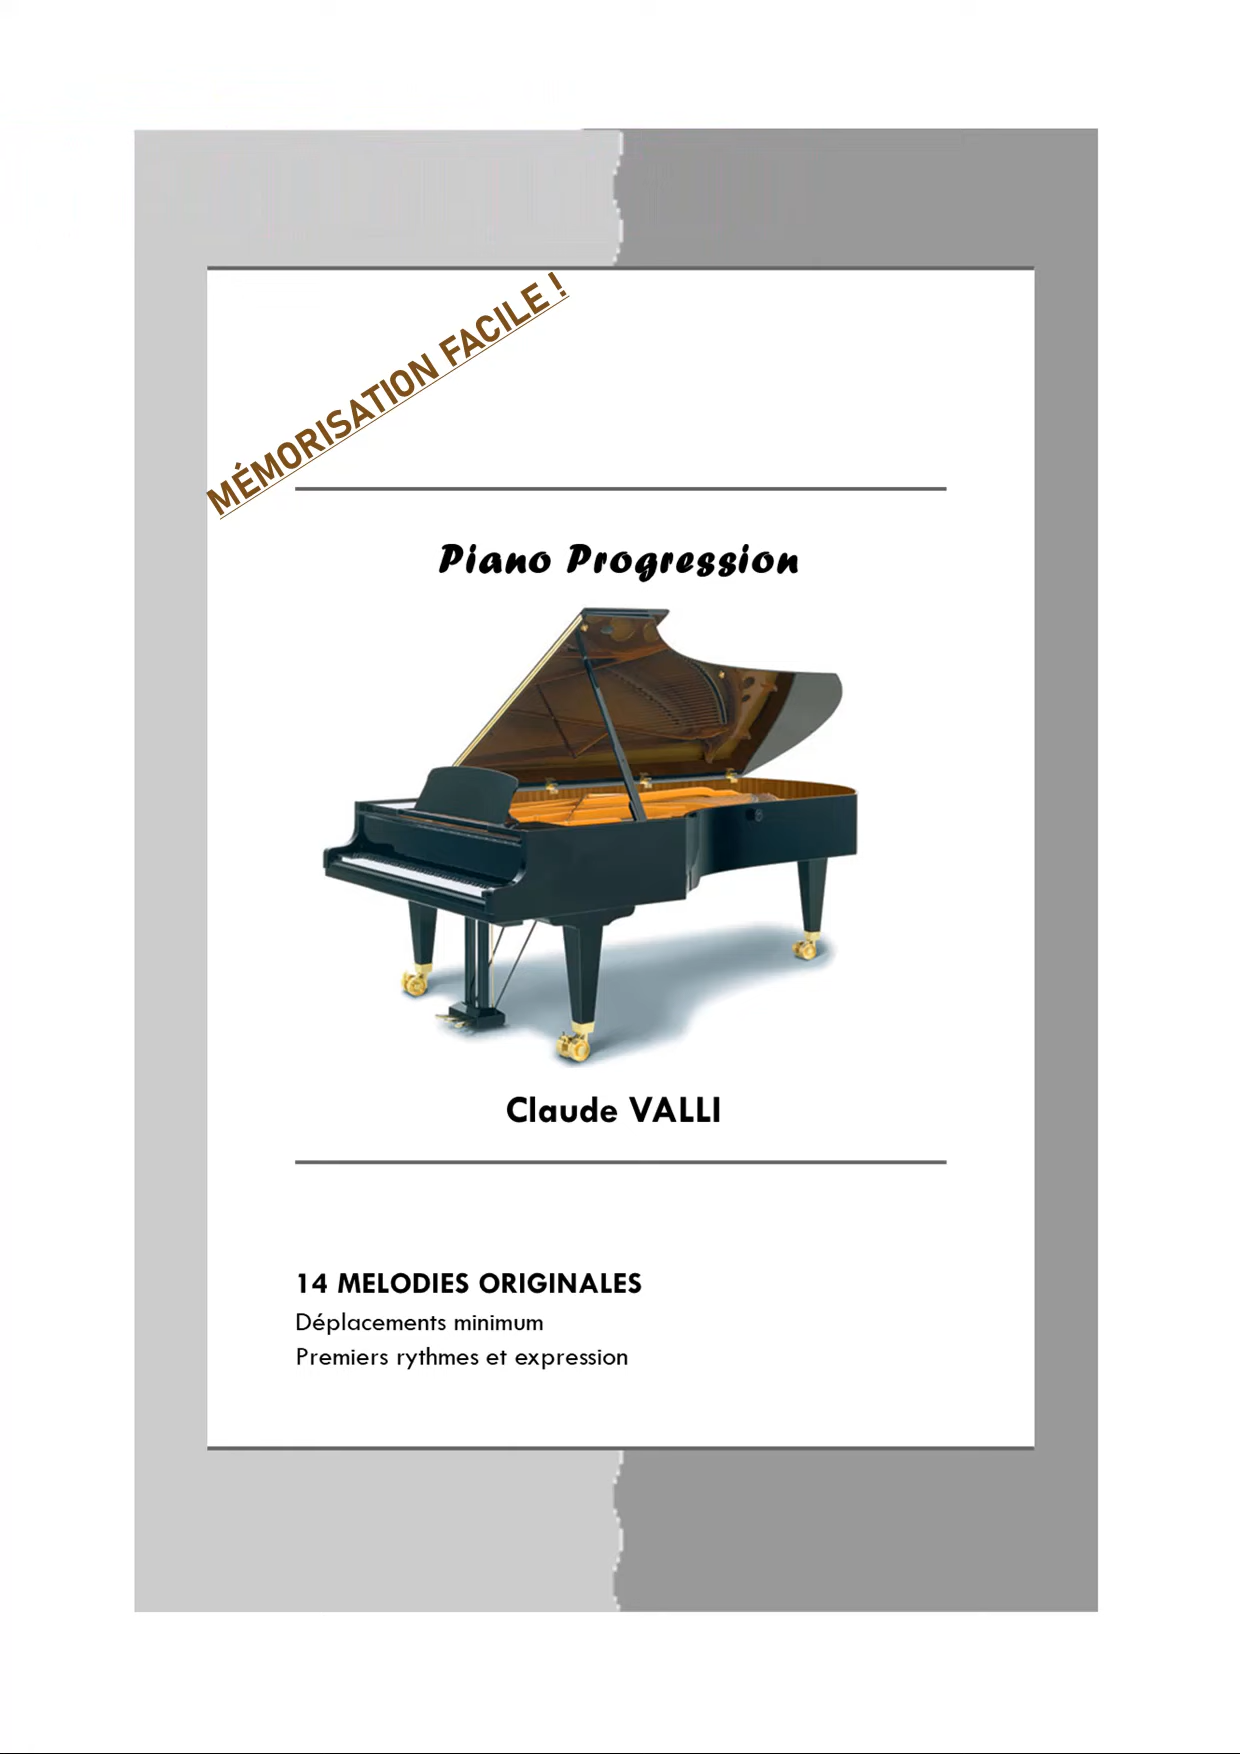 MÉMORISATION FACILE !
Piano Progression
Claude VALLI
14 MELODIES ORIGINALES
Déplacements minimum
Premiers rythmes et expression